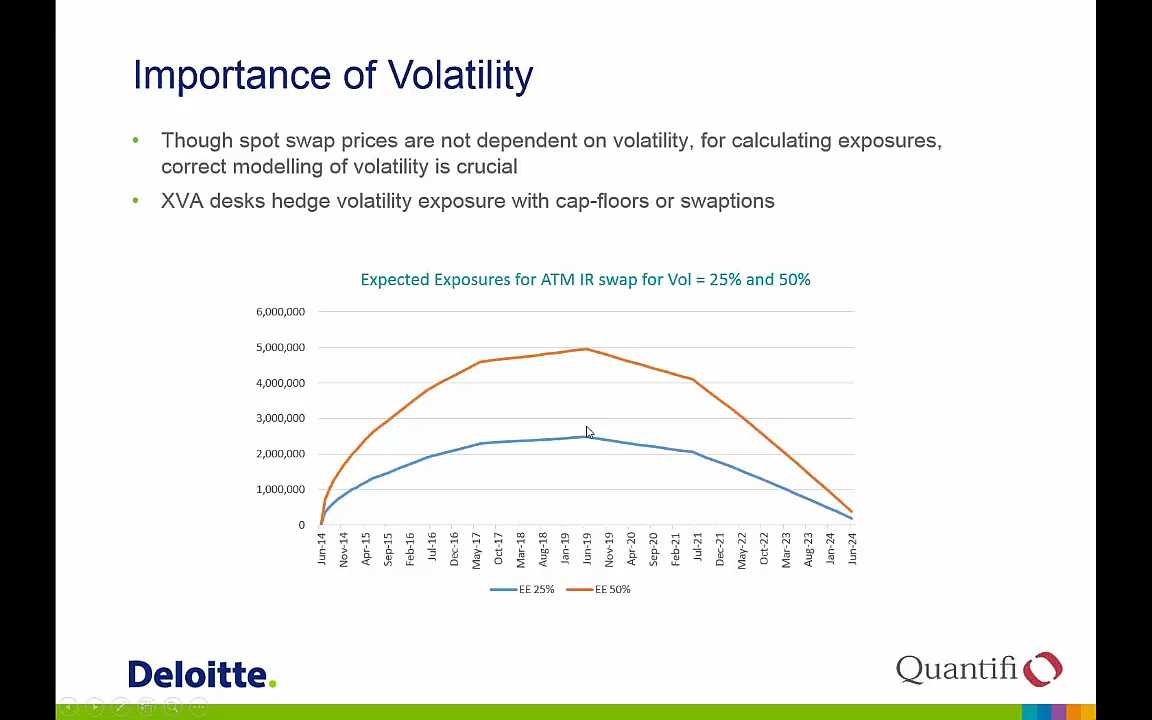 Importance of Volatility
• Though spot swap prices are not dependent on volatility, for calculating exposures,
correct modelling of volatility is crucial
• XVA desks hedge volatility exposure with cap-floors or swaptions
Expected Exposures for ATM IR swap for Vol = 25% and 50%
6,000,000
5,000,000
4,000,000
3,000,000
2,000,000
1,000,000
0
Jun-14
Nov-14
Apr-15
Sep-15
Feb-16
Jul-16
Dec-16
May-17
Oct-17
Mar-18
Aug-18
Jan-19
Jun-19
Nov-19
Apr-20
Sep-20
Feb-21
Jul-21
Dec-21
May-22
Oct-22
Mar-23
Aug-23
Jan-24
Jun-24
EE 25% EE 50%
Deloitte.
Quantifi